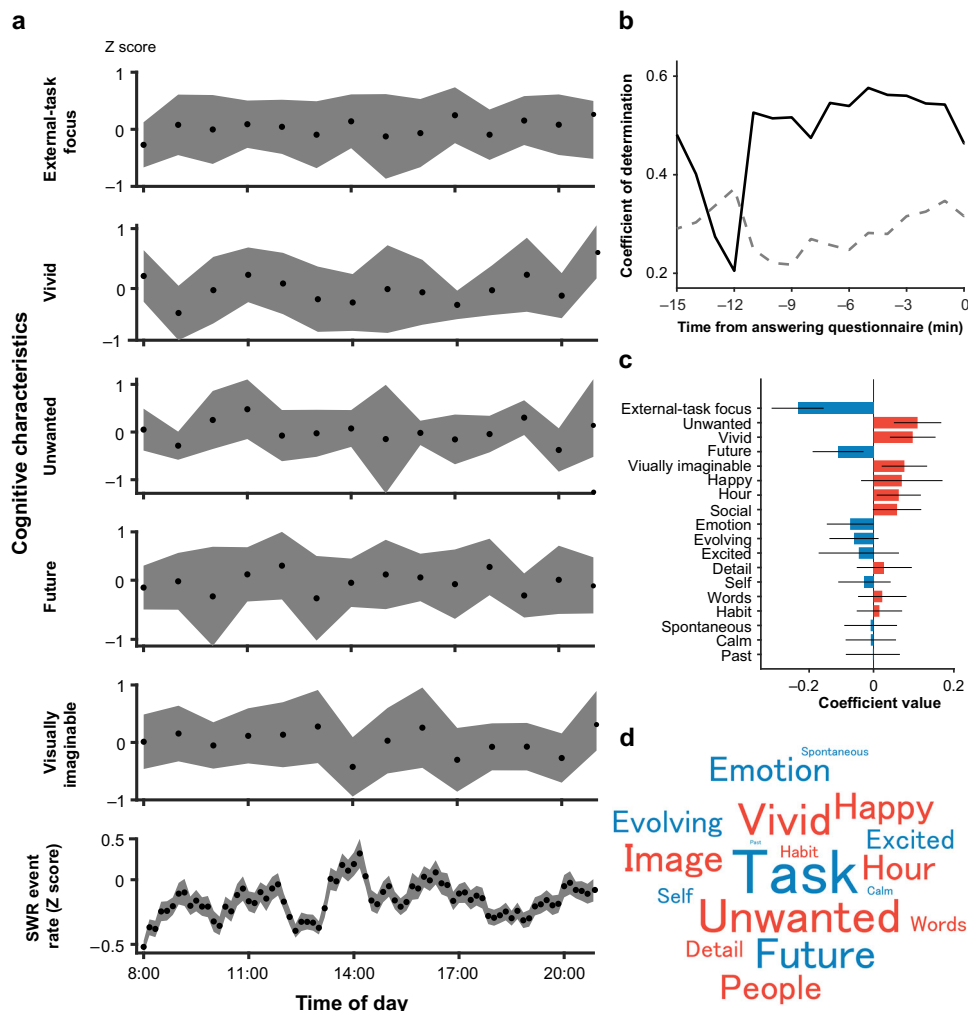 a
Z score
Cognitive characteristics
External-task
focus
1
0
−1
Vivid
1
0
−1
Unwanted
1
0
−1
Future
1
0
−1
Visually
imaginable
1
0
−1
SWR event
rate (Z score)
0.5
0
−0.5
8:00 11:00 14:00 17:00 20:00
Time of day
b
Coefficient of determination
0.6
0.4
0.2
−15 −12 −9 −6 −3 0
Time from answering questionnaire (min)
c
External-task focus
Unwanted
Vivid
Future
Viually imaginable
Happy
Hour
Social
Emotion
Evolving
Excited
Detail
Self
Words
Habit
Spontaneous
Calm
Past
−0.2 0 0.2
Coefficient value
d
Spontaneous
Emotion
Vivid Happy
Evolving
Excited
Past
Habit
Image Task Hour
Self
Calm
Unwanted Words
Detail Future
People